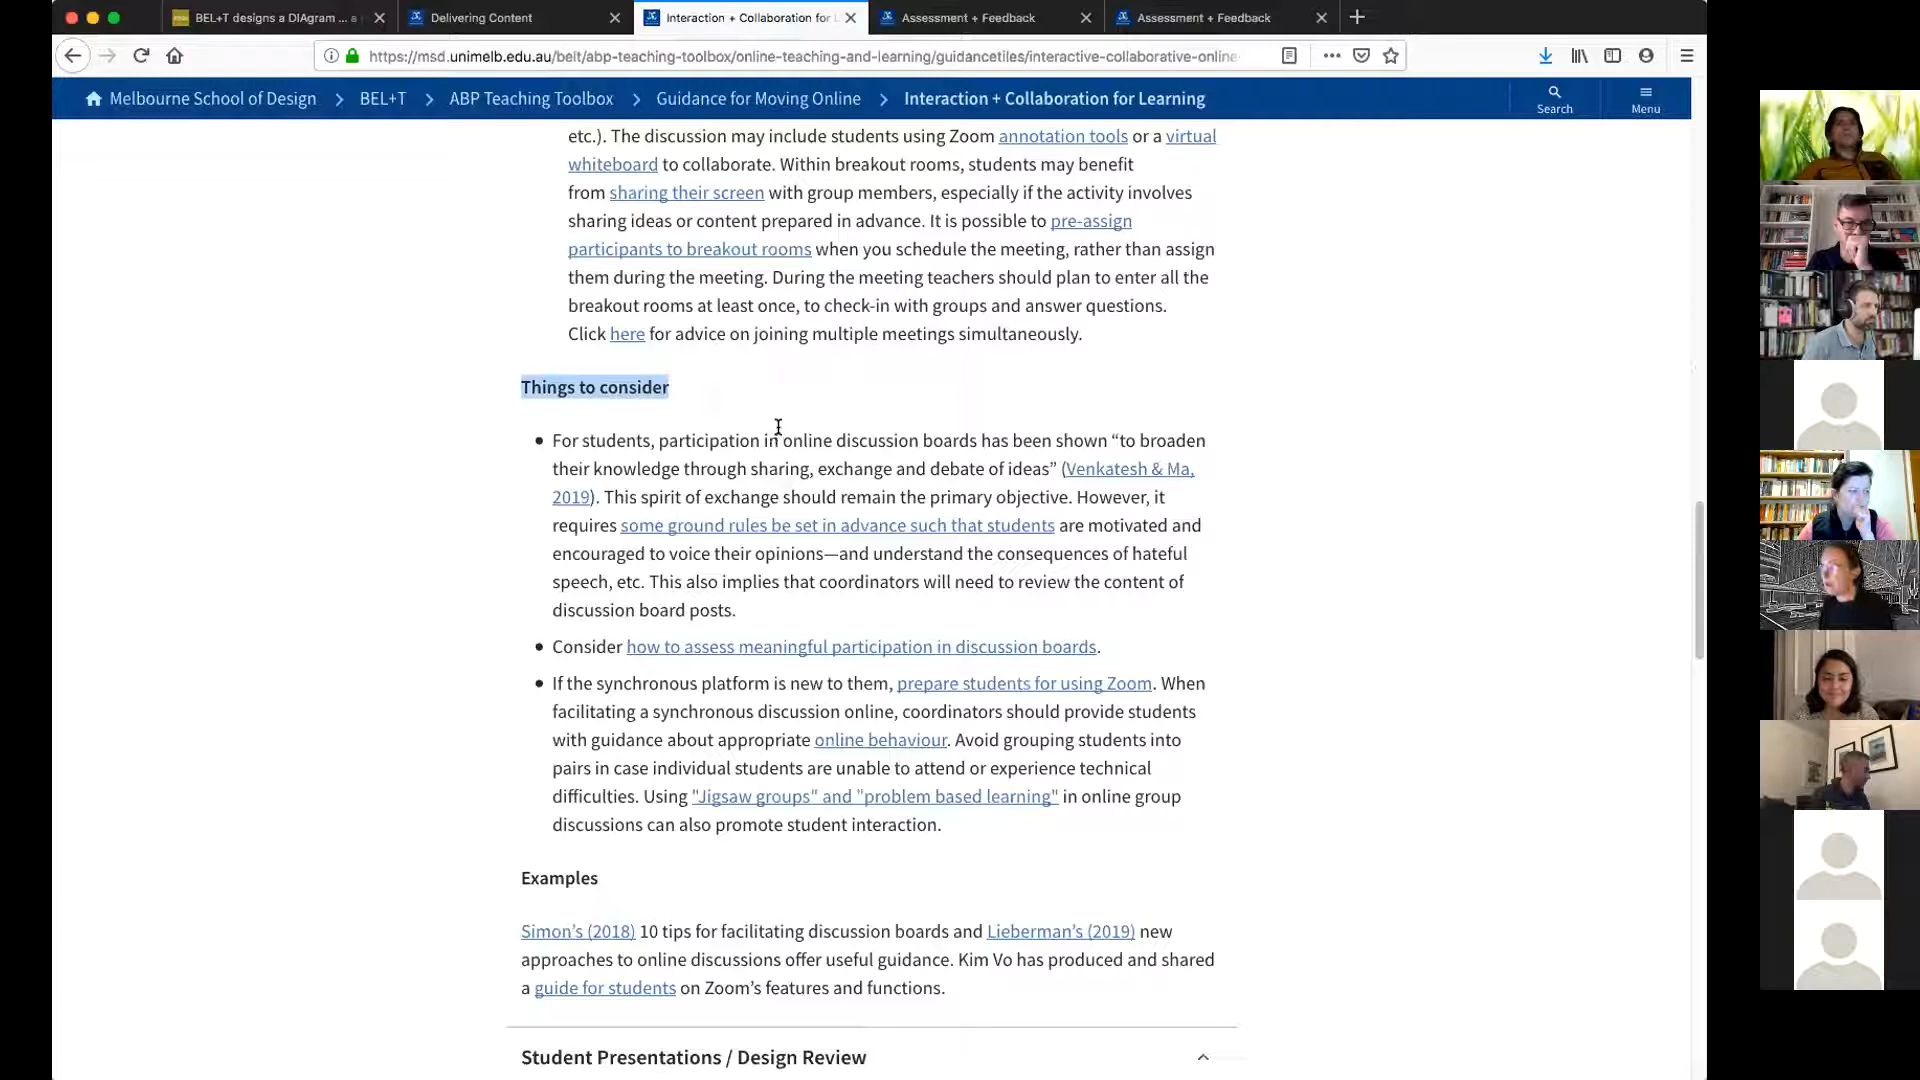 BEL+T designs a DIAgram ... a
Delivering Content
Interaction + Collaboration for L
Assessment + Feedback
Assessment + Feedback
https://msd.unimelb.edu.au/belt/abp-teaching-toolbox/online-teaching-and-learning/guidancetiles/interactive-collaborative-online-
Melbourne School of Design > BEL+T > ABP Teaching Toolbox > Guidance for Moving Online > Interaction + Collaboration for Learning
Search
Menu
etc.). The discussion may include students using Zoom annotation tools or a virtual
whiteboard to collaborate. Within breakout rooms, students may benefit
from sharing their screen with group members, especially if the activity involves
sharing ideas or content prepared in advance. It is possible to pre-assign
participants to breakout rooms when you schedule the meeting, rather than assign
them during the meeting. During the meeting teachers should plan to enter all the
breakout rooms at least once, to check-in with groups and answer questions.
Click here for advice on joining multiple meetings simultaneously.
Things to consider
• For students, participation in online discussion boards has been shown “to broaden
their knowledge through sharing, exchange and debate of ideas” (Venkatesh & Ma,
2019). This spirit of exchange should remain the primary objective. However, it
requires some ground rules be set in advance such that students are motivated and
encouraged to voice their opinions—and understand the consequences of hateful
speech, etc. This also implies that coordinators will need to review the content of
discussion board posts.
• Consider how to assess meaningful participation in discussion boards.
• If the synchronous platform is new to them, prepare students for using Zoom. When
facilitating a synchronous discussion online, coordinators should provide students
with guidance about appropriate online behaviour. Avoid grouping students into
pairs in case individual students are unable to attend or experience technical
difficulties. Using "Jigsaw groups" and "problem based learning" in online group
discussions can also promote student interaction.
Examples
Simon’s (2018) 10 tips for facilitating discussion boards and Lieberman’s (2019) new
approaches to online discussions offer useful guidance. Kim Vo has produced and shared
a guide for students on Zoom’s features and functions.
Student Presentations / Design Review